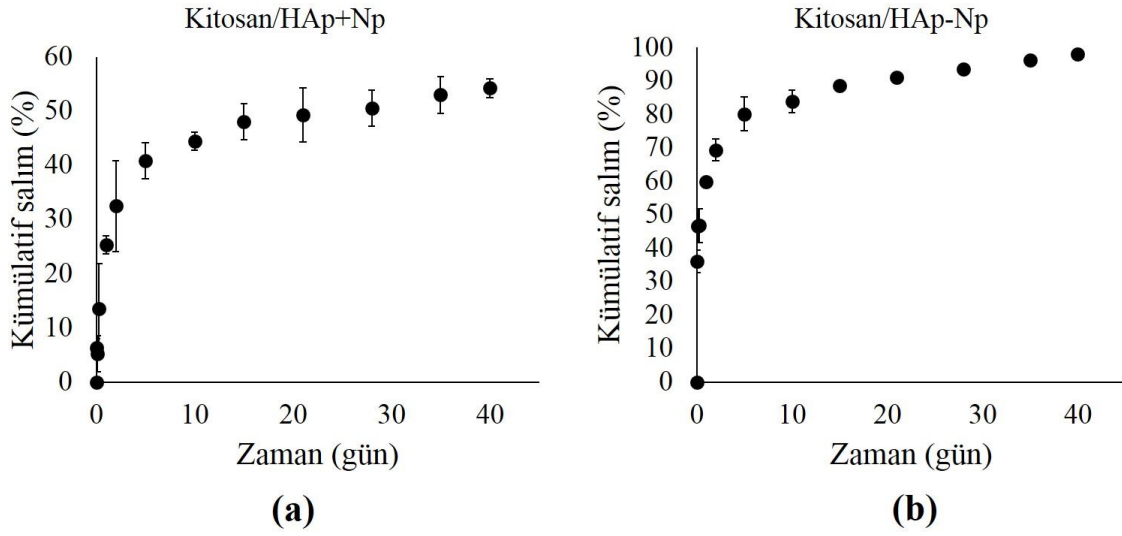 Kitosan/HAp+Np
60
50
40
30
20
10
0
0 10 20 30 40
Kümülatif salım (%)
Zaman (gün)
(a)
Kitosan/HAp-Np
100
90
80
70
60
50
40
30
20
10
0
0 10 20 30 40
Kümülatif salım (%)
Zaman (gün)
(b)